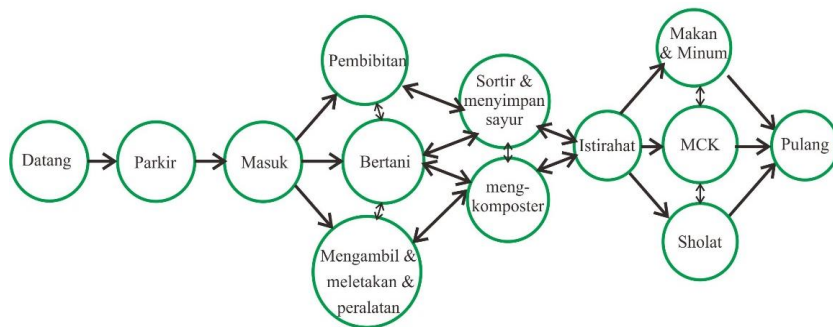 Datang
Parkir
Masuk
Pembibitan
Bertani
Mengambil &
meletakan &
peralatan
Sortir &
menyimpan
sayur
meng-
komposter
Istirahat
Makan
& Minum
MCK
Sholat
Pulang